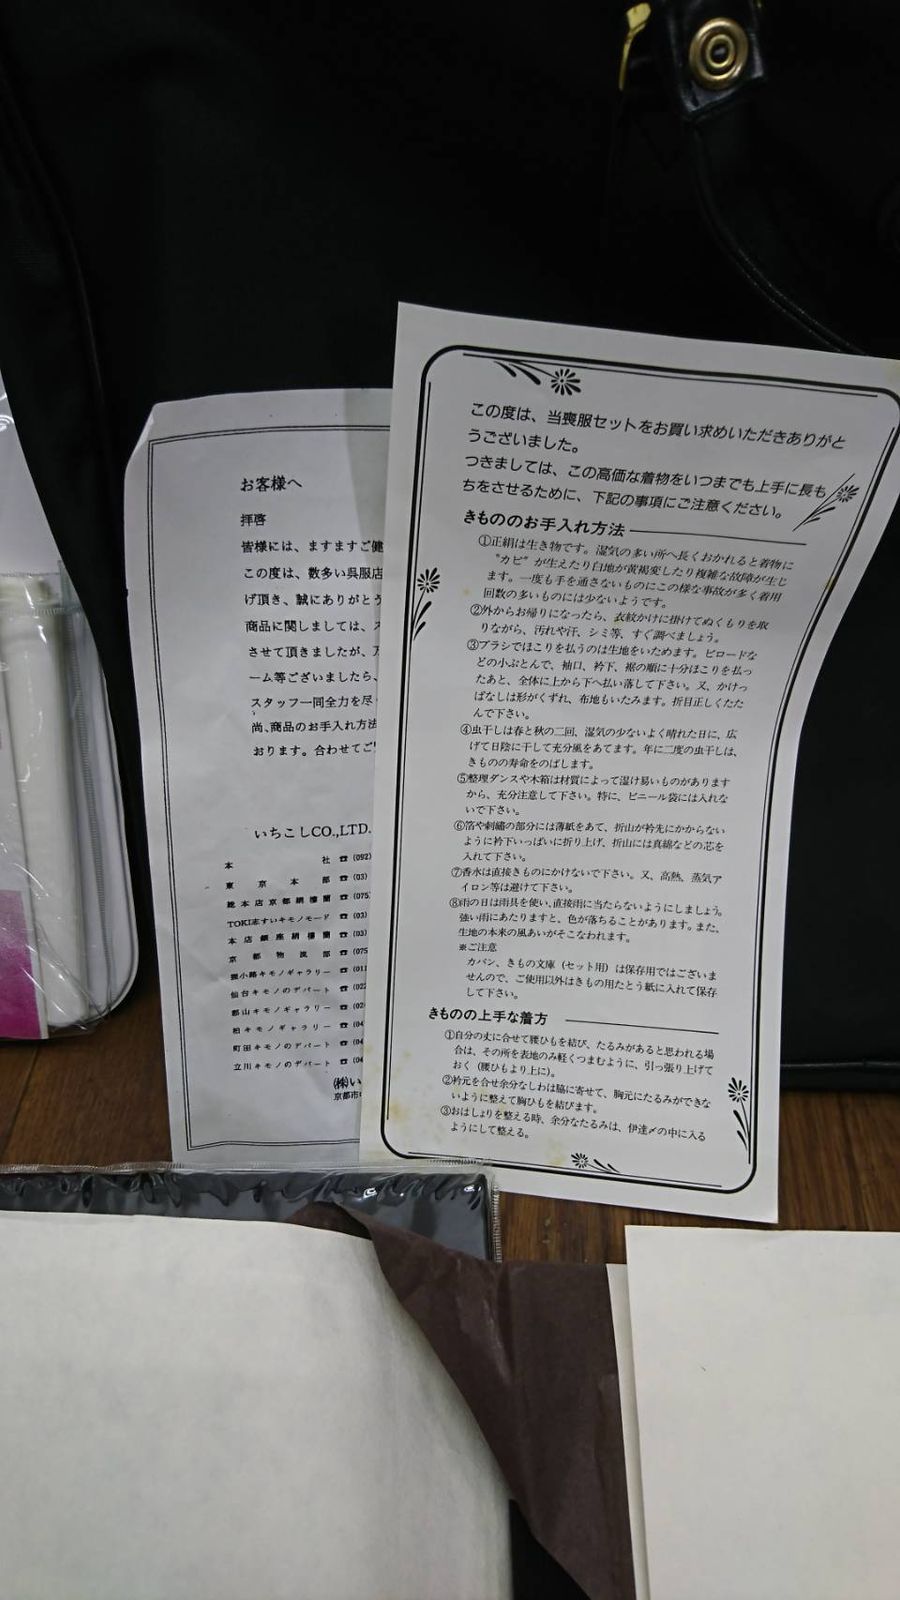 お客様へ
拝啓
皆様には、ますますご健
この度は、数多い呉服店
げ頂き、誠にありがとう
商品に関しましては、
させて頂きましたが、
ーム等ございましたら、
スタッフ一同全力を尽
尚、商品のお手入れ方法
おります。合わせてご
いちこしCO.,LTD.
本社 ☎ (092)
東京本部 ☎ (03)
総本店京都絹櫻蘭 ☎ (075)
TOKI志すいキモノモード ☎ (03)
本店銀座絹櫻蘭 ☎ (03)
京都物流部 ☎ (075
狸小路キモノギャラリー ☎ (011
仙台キモノのデパート ☎ (022
郡山キモノギャラリー ☎ (02
柏キモノギャラリー ☎ (04
町田キモノのデパート ☎ (04
立川キモノのデパート ☎ (04
(株)い
京都市
この度は、当喪服セットをお買い求めいただきありがと
うございました。
つきましては、この高価な着物をいつまでも上手に長も
ちをさせるために、下記の事項にご注意ください。
きもののお手入れ方法
①正絹は生き物です。湿気の多い所へ長くおかれると着物に
〝カビ〟が生えたり白地が黄褐変したり複雑な故障が生じ
ます。一度も手を通さないものにこの様な事故が多く着用
回数の多いものには少ないようです。
②外からお帰りになったら、衣紋かけに掛けてぬくもりを取
りながら、汚れや汗、シミ等、すぐ調べましょう。
③ブラシでほこりを払うのは生地をいためます。ビロードな
どの小ぶとんで、袖口、衿下、裾の順に十分ほこりを払っ
たあと、全体に上から下へ払い落して下さい。又、かけっ
ぱなしは形がくずれ、布地もいたみます。折目正しくたた
んで下さい。
④虫干しは春と秋の二回、湿気の少ないよく晴れた日に、広
げて日陰に干して充分風をあてます。年に二度の虫干しは、
きものの寿命をのばします。
⑤整理ダンスや木箱は材質によって湿け易いものがあります
から、充分注意して下さい。特に、ビニール袋には入れな
いで下さい。
⑥箔や刺繍の部分には薄紙をあて、折山が衿先にかからない
ように衿下いっぱいに折り上げ、折山には真綿などの芯を
入れて下さい。
⑦香水は直接きものにかけないで下さい。又、高熱、蒸気ア
イロン等は避けて下さい。
⑧雨の日は雨具を使い、直接雨に当たらないようにしましょう。
強い雨にあたりますと、色が落ちることがあります。また、
生地の本来の風あいがそこなわれます。
※ご注意
カバン、きもの文庫（セット用）は保存用ではございま
せんので、ご使用以外はきもの用たとう紙に入れて保存
して下さい。
きものの上手な着方
①自分の丈に合せて腰ひもを結び、たるみがあると思われる場
合は、その所を表地のみ軽くつまむように、引っ張り上げて
おく（腰ひもより上に）。
②衿元を合せ余分なしわは脇に寄せて、胸元にたるみができな
いように整えて胸ひもを結びます。
③おはしょりを整える時、余分なたるみは、伊達〆の中に入る
ようにして整える。